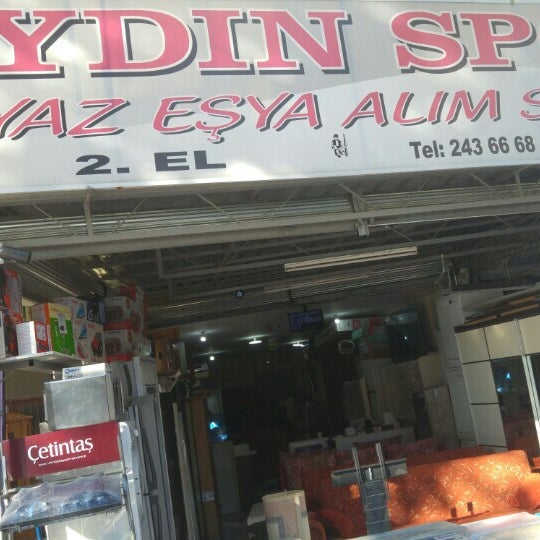 YDIN SP
YAZ EŞYA ALIM S
2. EL
Tel: 243 66 68
Çetintaş